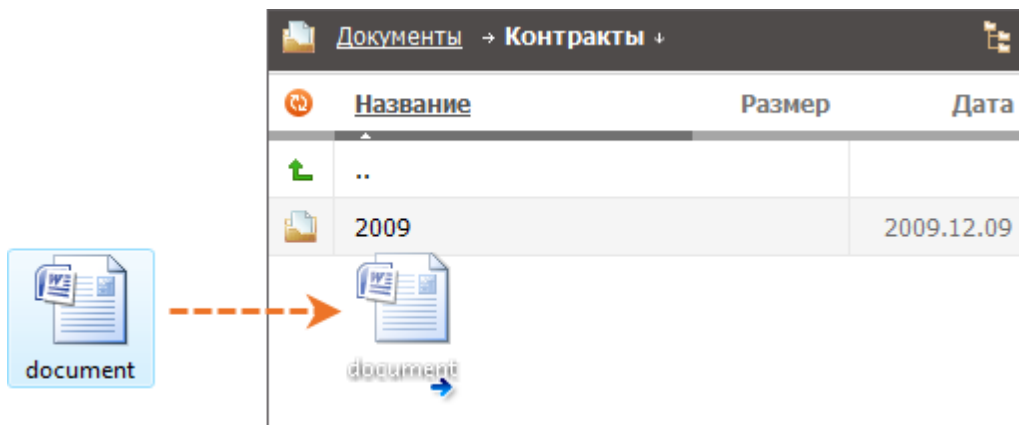 Документы → Контракты ↓
Название Размер Дата
..
2009 2009.12.09
document
document